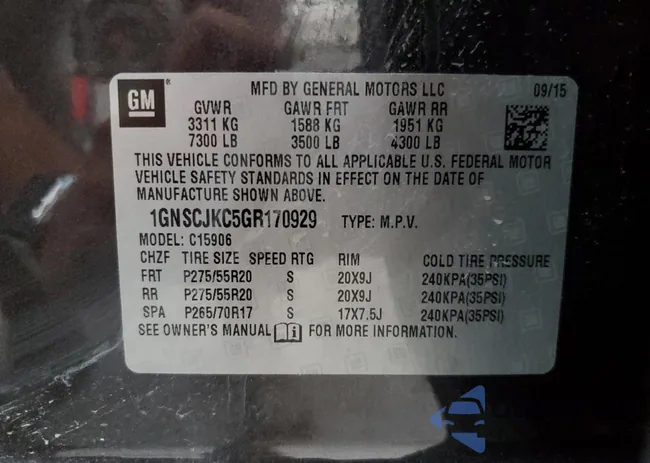 GM
MFD BY GENERAL MOTORS LLC 09/15
GVWR GAWR FRT GAWR RR
3311 KG 1588 KG 1951 KG
7300 LB 3500 LB 4300 LB
THIS VEHICLE CONFORMS TO ALL APPLICABLE U.S. FEDERAL MOTOR
VEHICLE SAFETY STANDARDS IN EFFECT ON THE DATE OF
MANUFACTURE SHOWN ABOVE.
1GNSCJKC5GR170929 TYPE: M.P.V.
MODEL: C15906
CHZF TIRE SIZE SPEED RTG RIM COLD TIRE PRESSURE
FRT P275/55R20 S 20X9J 240KPA(35PSI)
RR P275/55R20 S 20X9J 240KPA(35PSI)
SPA P265/70R17 S 17X7.5J 240KPA(35PSI)
SEE OWNER'S MANUAL FOR MORE INFORMATION.